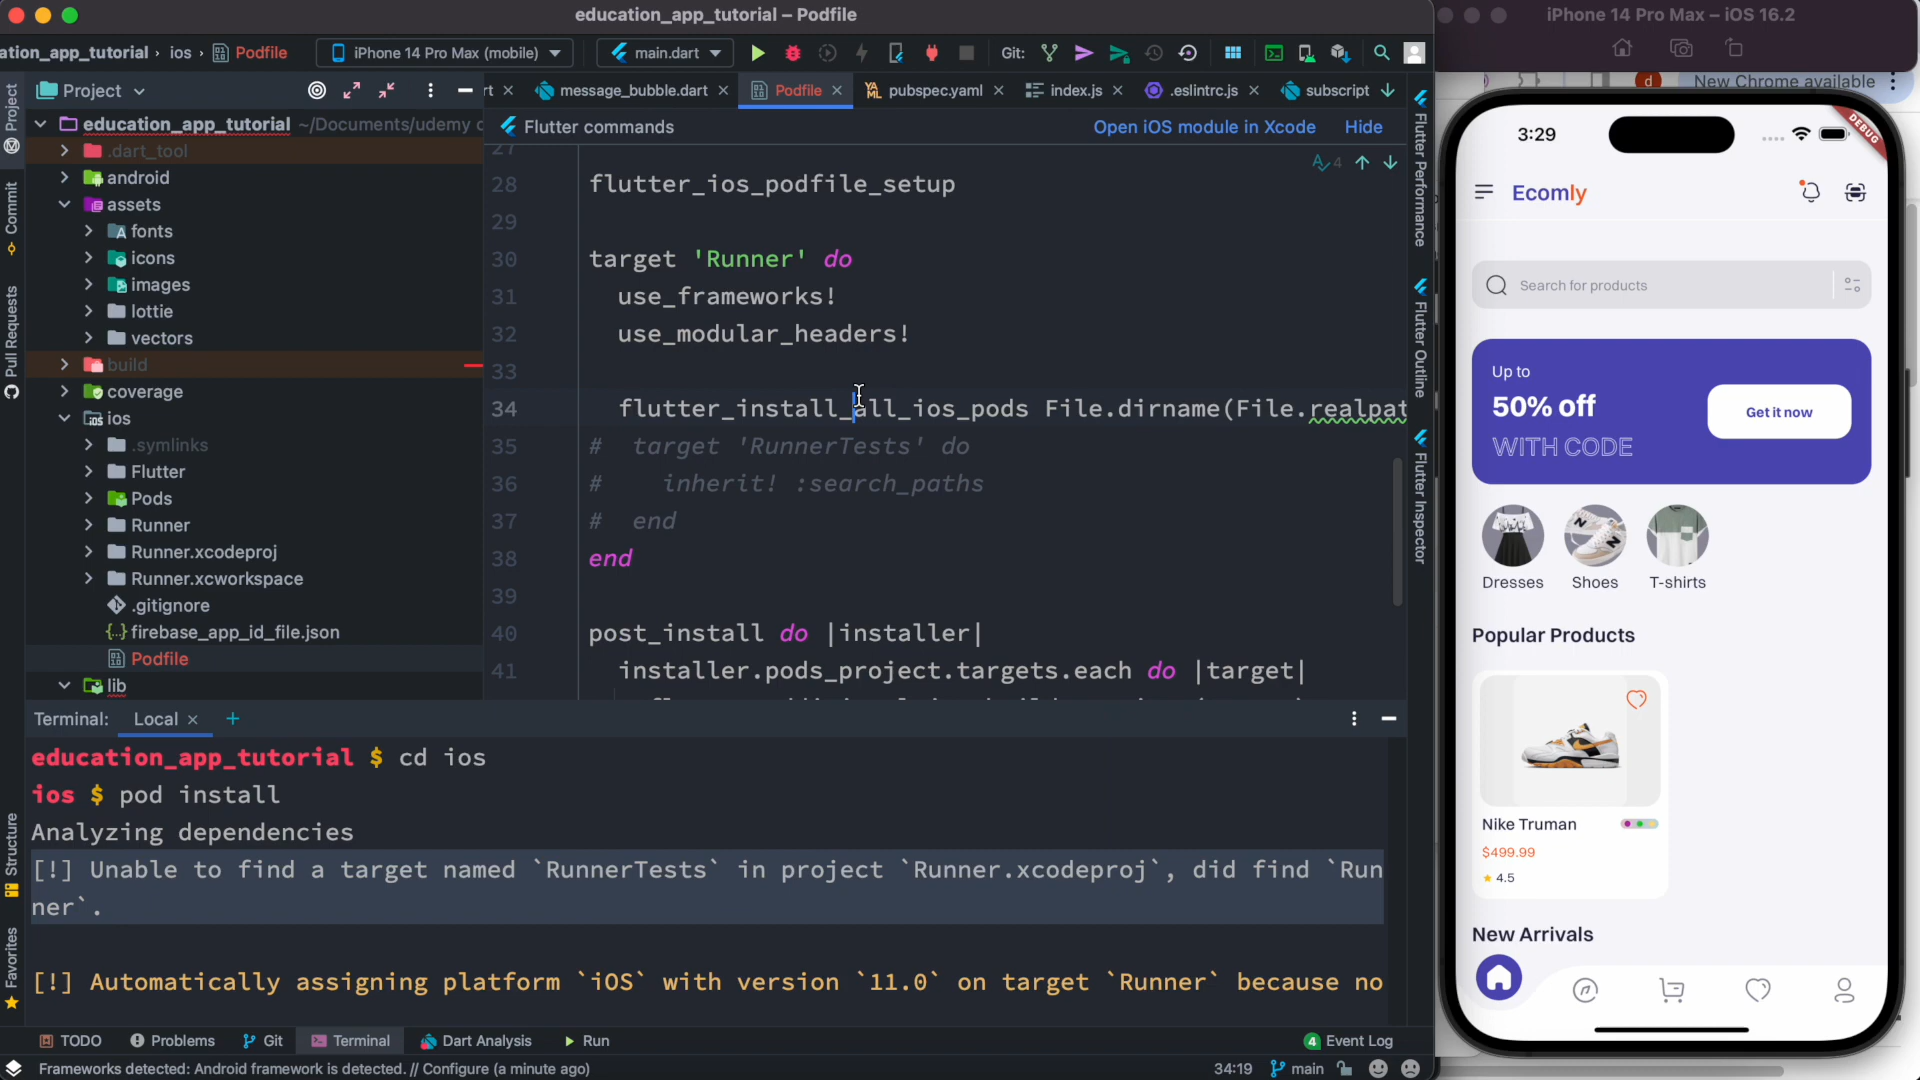 education_app_tutorial – Podfile
ation_app_tutorial › ios › Podfile
iPhone 14 Pro Max (mobile)
main.dart
Git:
Project
rt
message_bubble.dart
Podfile
pubspec.yaml
index.js
.eslintrc.js
subscript
education_app_tutorial ~/Documents/udemy c
.dart_tool
android
assets
fonts
icons
images
lottie
vectors
build
coverage
ios
.symlinks
Flutter
Pods
Runner
Runner.xcodeproj
Runner.xcworkspace
.gitignore
firebase_app_id_file.json
Podfile
lib
Project
Commit
Pull Requests
Structure
Favorites
Flutter commands
Open iOS module in Xcode
Hide
4
27
28 flutter_ios_podfile_setup
29
30 target 'Runner' do
31 use_frameworks!
32 use_modular_headers!
33
34 flutter_install_all_ios_pods File.dirname(File.realpat
35 # target 'RunnerTests' do
36 # inherit! :search_paths
37 # end
38 end
39
40 post_install do |installer|
41 installer.pods_project.targets.each do |target|
Flutter Performance
Flutter Outline
Flutter Inspector
Terminal: Local +
education_app_tutorial $ cd ios
ios $ pod install
Analyzing dependencies
[!] Unable to find a target named `RunnerTests` in project `Runner.xcodeproj`, did find `Run
ner`.
[!] Automatically assigning platform `iOS` with version `11.0` on target `Runner` because no
TODO
Problems
Git
Terminal
Dart Analysis
Run
4 Event Log
Frameworks detected: Android framework is detected. // Configure (a minute ago)
34:19
main
iPhone 14 Pro Max – iOS 16.2
d
New Chrome available
3:29
DEBUG
Ecomly
Search for products
Up to
50% off
WITH CODE
Get it now
Dresses
Shoes
T-shirts
Popular Products
Nike Truman
$499.99
4.5
New Arrivals